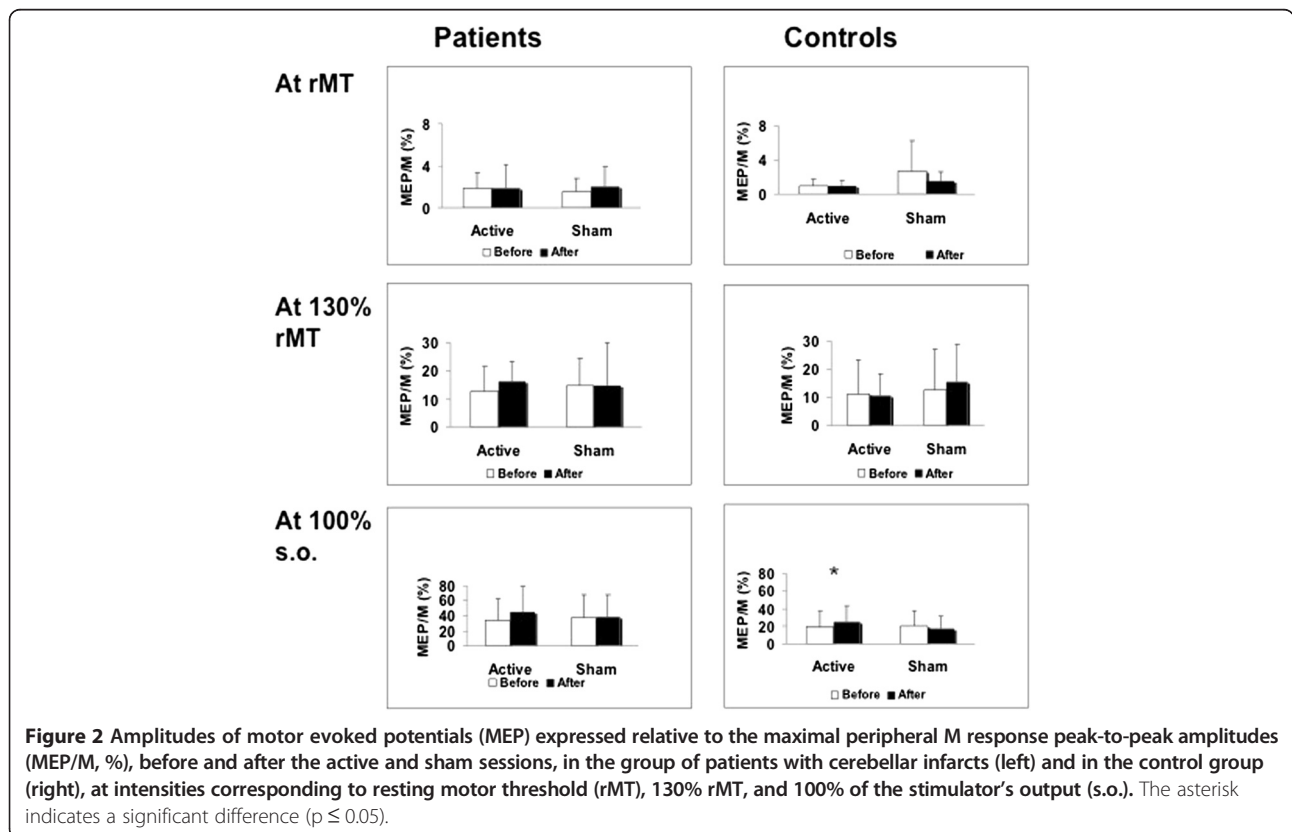 Patients Controls
At rMT
MEP/M (%)
8
4
0
Active Sham
Before After
MEP/M (%)
8
4
0
Active Sham
Before After
At 130%
rMT
MEP/M (%)
30
20
10
0
Active Sham
Before After
MEP/M (%)
30
20
10
0
Active Sham
Before After
At 100%
s.o.
MEP/M (%)
80
60
40
20
0
Active Sham
Before After
*
MEP/M (%)
80
60
40
20
0
Active Sham
Before After
Figure 2 Amplitudes of motor evoked potentials (MEP) expressed relative to the maximal peripheral M response peak-to-peak amplitudes
(MEP/M, %), before and after the active and sham sessions, in the group of patients with cerebellar infarcts (left) and in the control group
(right), at intensities corresponding to resting motor threshold (rMT), 130% rMT, and 100% of the stimulator's output (s.o.). The asterisk
indicates a significant difference (p ≤ 0.05).